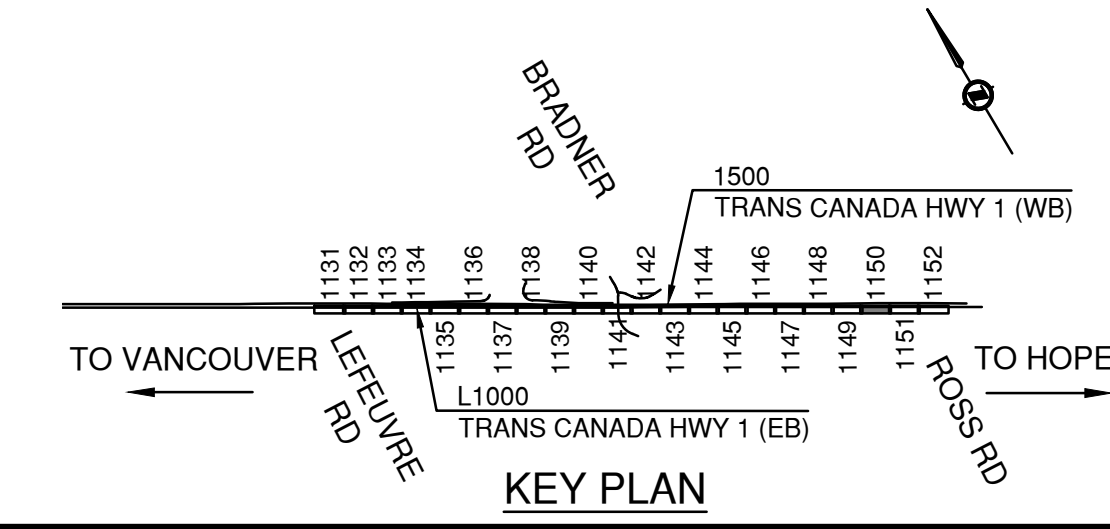 BRADNER
RD
1500
TRANS CANADA HWY 1 (WB)
1131
1132
1133
1134
1136
1138
1140
1142
1144
1146
1148
1150
1152
1135
1137
1139
1141
1143
1145
1147
1149
1151
TO VANCOUVER
LEFEUVRE
RD
L1000
TRANS CANADA HWY 1 (EB)
ROSS RD
TO HOPE
KEY PLAN